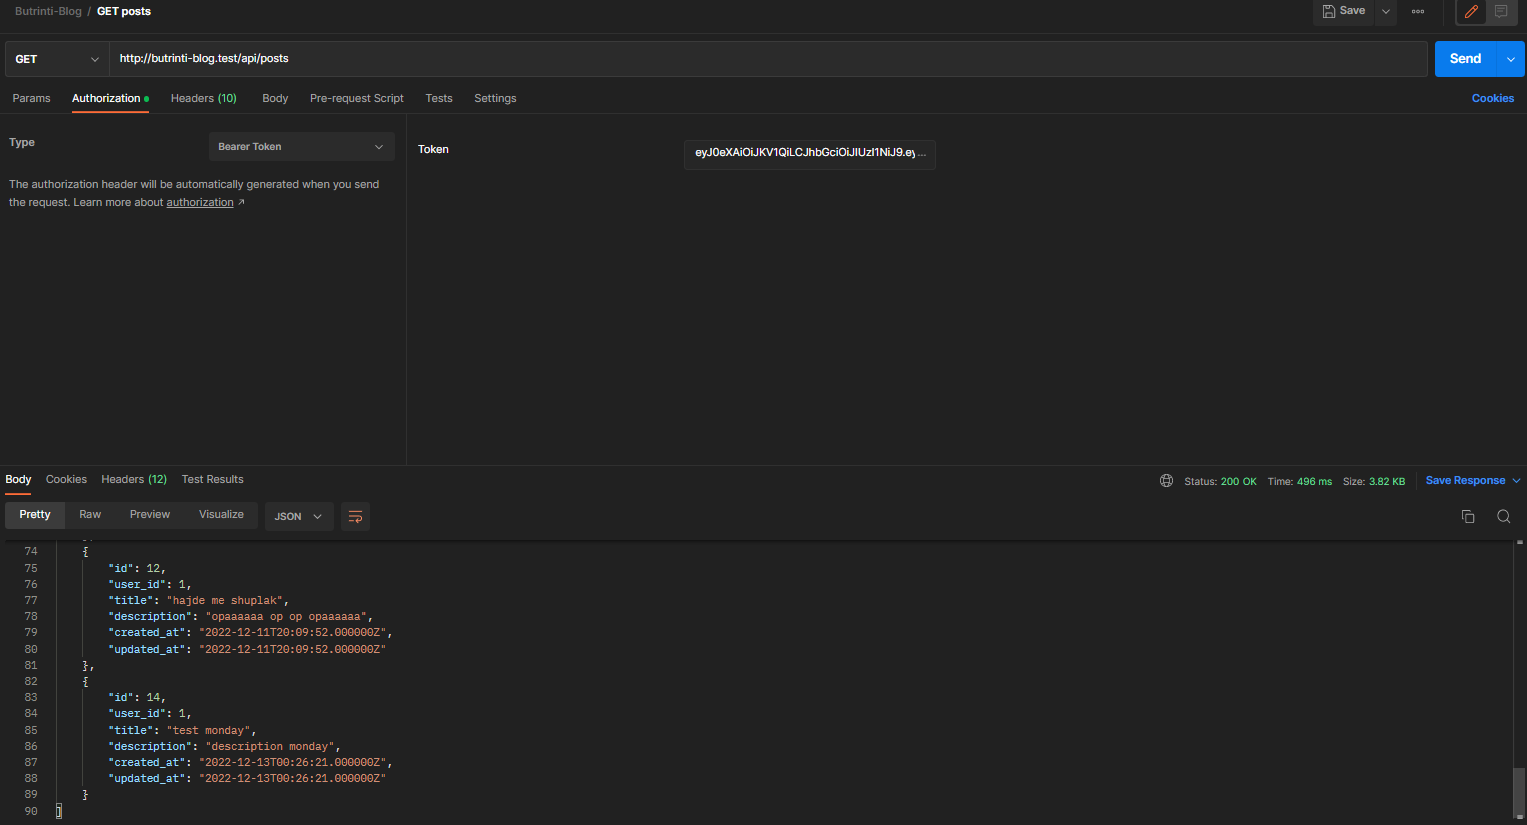 Butrinti-Blog / GET posts
Save
GET
http://butrinti-blog.test/api/posts
Send
Params Authorization Headers (10) Body Pre-request Script Tests Settings Cookies
Type
Bearer Token
The authorization header will be automatically generated when you send
the request. Learn more about authorization ↗
Token
eyJ0eXAiOiJKV1QiLCJhbGciOiJIUzI1NiJ9.ey ...
Body Cookies Headers (12) Test Results
Status: 200 OK Time: 496 ms Size: 3.82 KB Save Response
Pretty Raw Preview Visualize JSON
74 {
75 "id": 12,
76 "user_id": 1,
77 "title": "hajde me shuplak",
78 "description": "opaaaaaa op op opaaaaaa",
79 "created_at": "2022-12-11T20:09:52.000000Z",
80 "updated_at": "2022-12-11T20:09:52.000000Z"
81 },
82 {
83 "id": 14,
84 "user_id": 1,
85 "title": "test monday",
86 "description": "description monday",
87 "created_at": "2022-12-13T00:26:21.000000Z",
88 "updated_at": "2022-12-13T00:26:21.000000Z"
89 }
90 ]